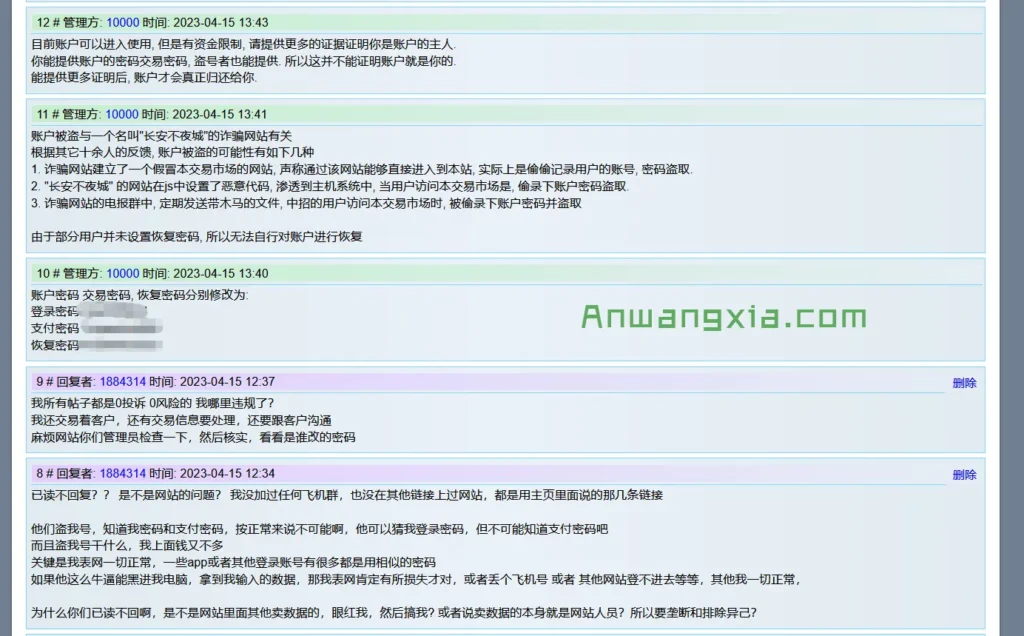 12 # 管理方: 10000 时间: 2023-04-15 13:43
目前账户可以进入使用, 但是有资金限制, 请提供更多的证据证明你是账户的主人.
你能提供账户的密码交易密码, 盗号者也能提供. 所以这并不能证明账户就是你的.
能提供更多证明后, 账户才会真正归还给你.
11 # 管理方: 10000 时间: 2023-04-15 13:41
账户被盗与一个名叫"长安不夜城"的诈骗网站有关
根据其它十余人的反馈, 账户被盗的可能性有如下几种
1. 诈骗网站建立了一个假冒本交易市场的网站, 声称通过该网站能够直接进入到本站, 实际上是偷偷记录用户的账号, 密码盗取.
2. "长安不夜城" 的网站在js中设置了恶意代码, 渗透到主机系统中, 当用户访问本交易市场是, 偷录下账户密码盗取.
3. 诈骗网站的电报群中, 定期发送带木马的文件, 中招的用户访问本交易市场时, 被偷录下账户密码并盗取
由于部分用户并未设置恢复密码, 所以无法自行对账户进行恢复
10 # 管理方: 10000 时间: 2023-04-15 13:40
账户密码 交易密码, 恢复密码分别修改为:
登录密码
支付密码
恢复密码
Anwangxia.com
9 # 回复者: 1884314 时间: 2023-04-15 12:37 删除
我所有帖子都是0投诉 0风险的 我哪里违规了?
我还交易着客户，还有交易信息要处理，还要跟客户沟通
麻烦网站你们管理员检查一下，然后核实，看看是谁改的密码
8 # 回复者: 1884314 时间: 2023-04-15 12:34 删除
已读不回复？？ 是不是网站的问题？ 我没加过任何飞机群，也没在其他链接上过网站，都是用主页里面说的那几条链接
他们盗我号，知道我密码和支付密码，按正常来说不可能啊，他可以猜我登录密码，但不可能知道支付密码吧
而且盗我号干什么，我上面钱又不多
关键是我表网一切正常，一些app或者其他登录账号有很多都是用相似的密码
如果他这么牛逼能黑进我电脑，拿到我输入的数据，那我表网肯定有所损失才对，或者丢个飞机号 或者 其他网站登不进去等等，其他我一切正常，
为什么你们已读不回啊，是不是网站里面其他卖数据的，眼红我，然后搞我? 或者说卖数据的本身就是网站人员？所以要垄断和排除异己?